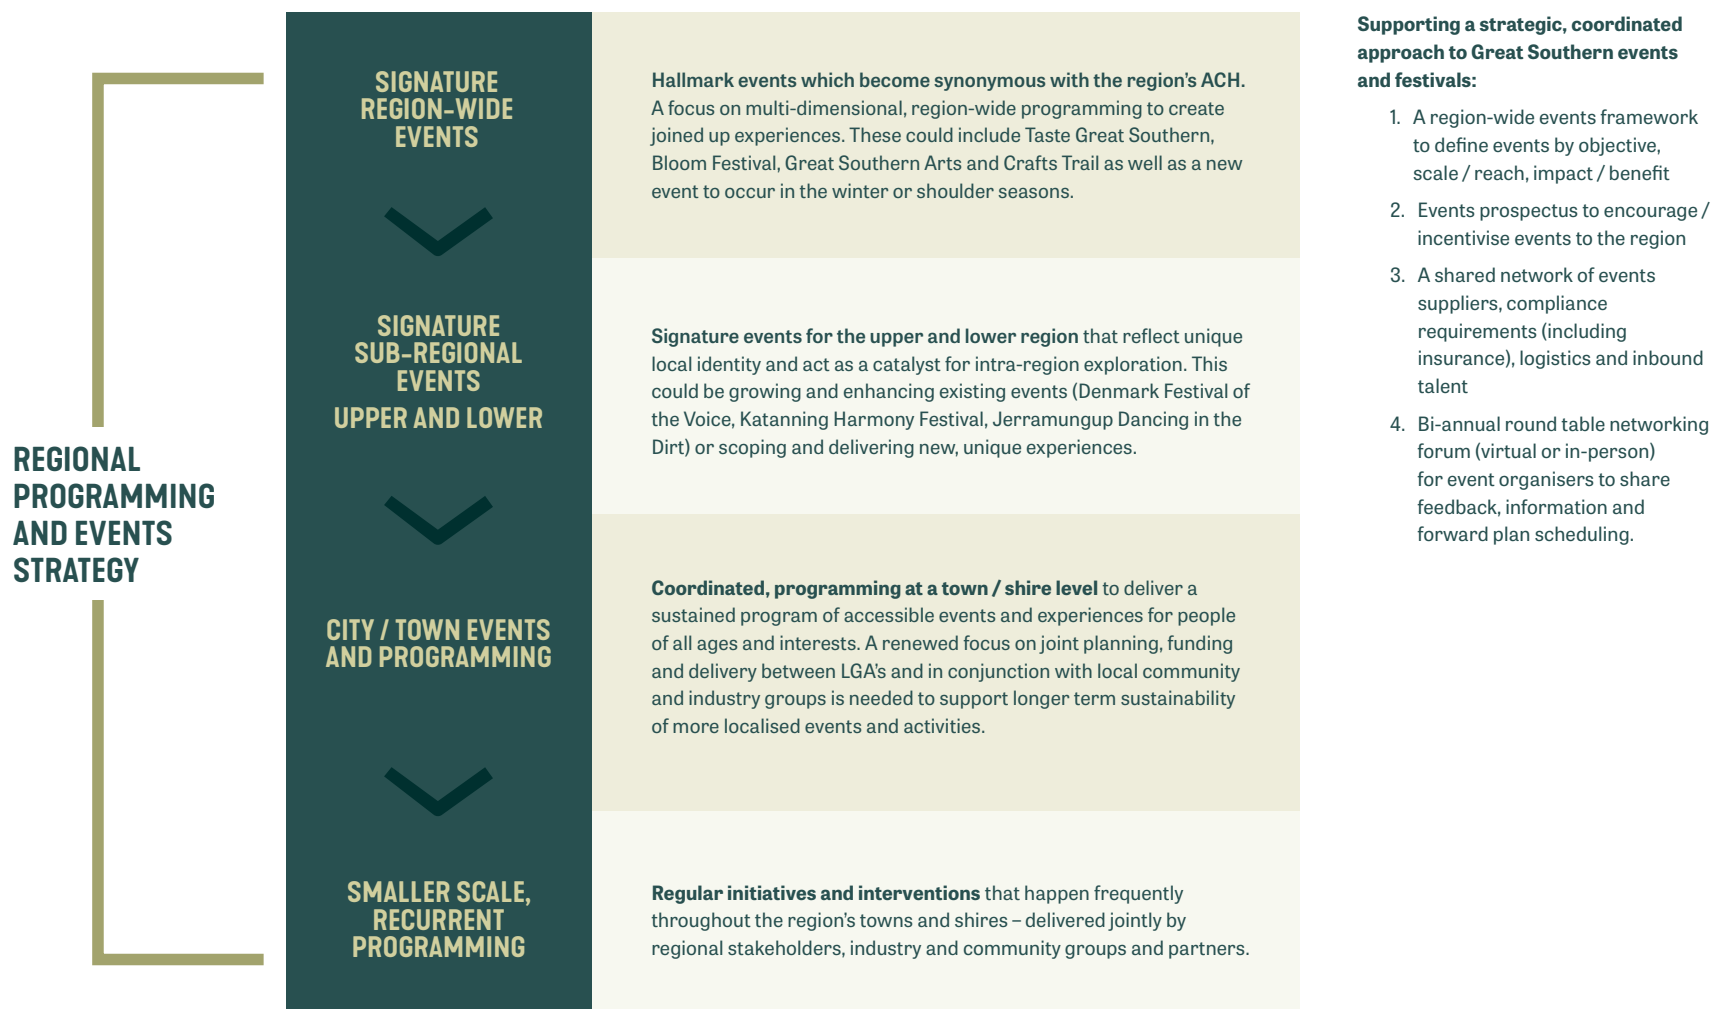 REGIONAL
PROGRAMMING
AND EVENTS
STRATEGY
SIGNATURE
REGION-WIDE
EVENTS
Hallmark events which become synonymous with the region's ACH.
A focus on multi-dimensional, region-wide programming to create
joined up experiences. These could include Taste Great Southern,
Bloom Festival, Great Southern Arts and Crafts Trail as well as a new
event to occur in the winter or shoulder seasons.
SIGNATURE
SUB-REGIONAL
EVENTS
UPPER AND LOWER
Signature events for the upper and lower region that reflect unique
local identity and act as a catalyst for intra-region exploration. This
could be growing and enhancing existing events (Denmark Festival of
the Voice, Katanning Harmony Festival, Jerramungup Dancing in the
Dirt) or scoping and delivering new, unique experiences.
CITY / TOWN EVENTS
AND PROGRAMMING
Coordinated, programming at a town / shire level to deliver a
sustained program of accessible events and experiences for people
of all ages and interests. A renewed focus on joint planning, funding
and delivery between LGA's and in conjunction with local community
and industry groups is needed to support longer term sustainability
of more localised events and activities.
SMALLER SCALE,
RECURRENT
PROGRAMMING
Regular initiatives and interventions that happen frequently
throughout the region's towns and shires – delivered jointly by
regional stakeholders, industry and community groups and partners.
Supporting a strategic, coordinated
approach to Great Southern events
and festivals:
1. A region-wide events framework
to define events by objective,
scale / reach, impact / benefit
2. Events prospectus to encourage /
incentivise events to the region
3. A shared network of events
suppliers, compliance
requirements (including
insurance), logistics and inbound
talent
4. Bi-annual round table networking
forum (virtual or in-person)
for event organisers to share
feedback, information and
forward plan scheduling.